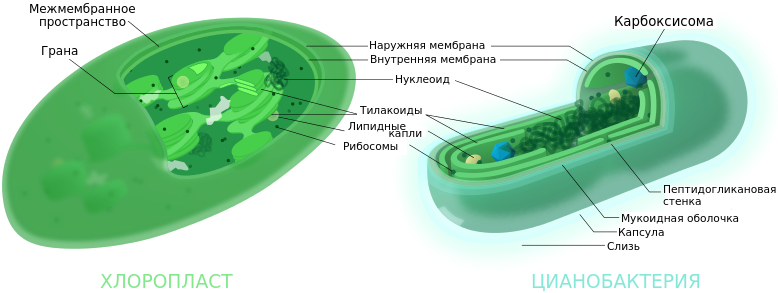 Межмембранное
пространство
Карбоксисома
Грана
Наружняя мембрана
Внутренняя мембрана
Нуклеоид
Тилакоиды
Липидные
капли
Рибосомы
Пептидогликановая
стенка
Мукоидная оболочка
Капсула
Слизь
ХЛОРОПЛАСТ
ЦИАНОБАКТЕРИЯ